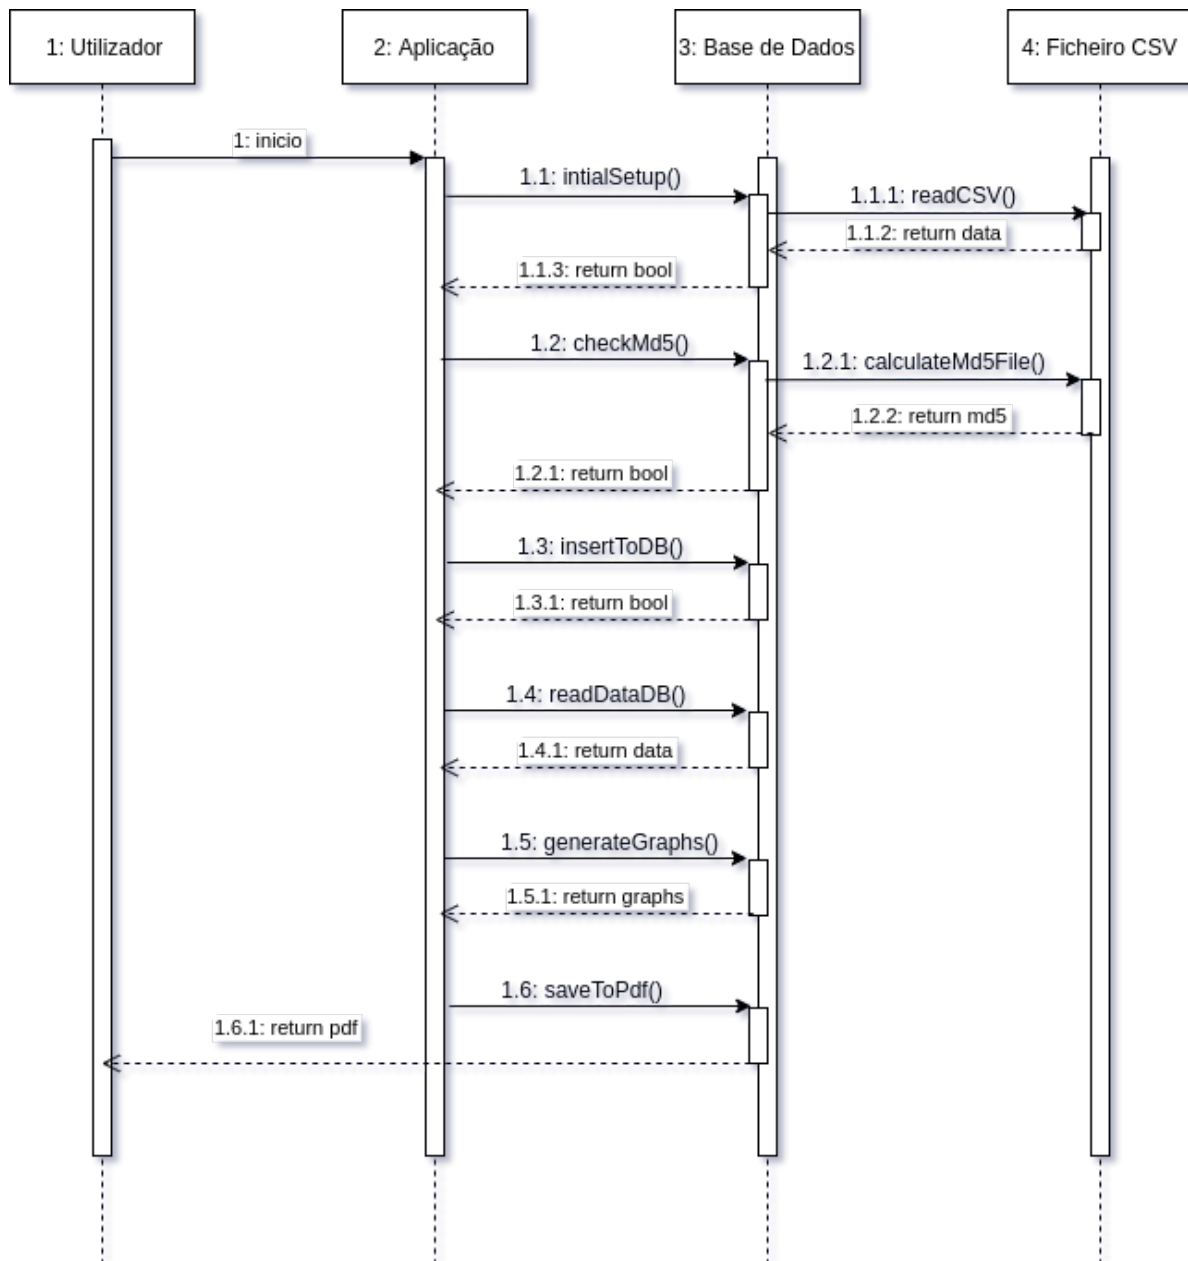 1: Utilizador
2: Aplicação
3: Base de Dados
4: Ficheiro CSV
1: inicio
1.1: intialSetup()
1.1.1: readCSV()
1.1.2: return data
1.1.3: return bool
1.2: checkMd5()
1.2.1: calculateMd5File()
1.2.2: return md5
1.2.1: return bool
1.3: insertToDB()
1.3.1: return bool
1.4: readDataDB()
1.4.1: return data
1.5: generateGraphs()
1.5.1: return graphs
1.6: saveToPdf()
1.6.1: return pdf